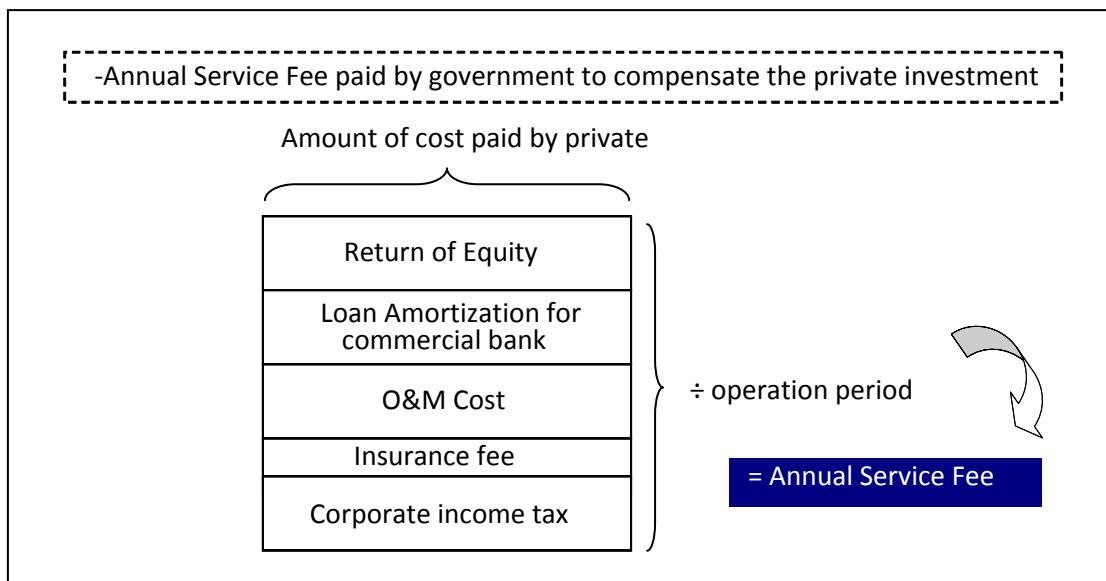 -Annual Service Fee paid by government to compensate the private investment
Amount of cost paid by private
Return of Equity
Loan Amortization for
commercial bank
O&M Cost
Insurance fee
Corporate income tax
÷ operation period
= Annual Service Fee